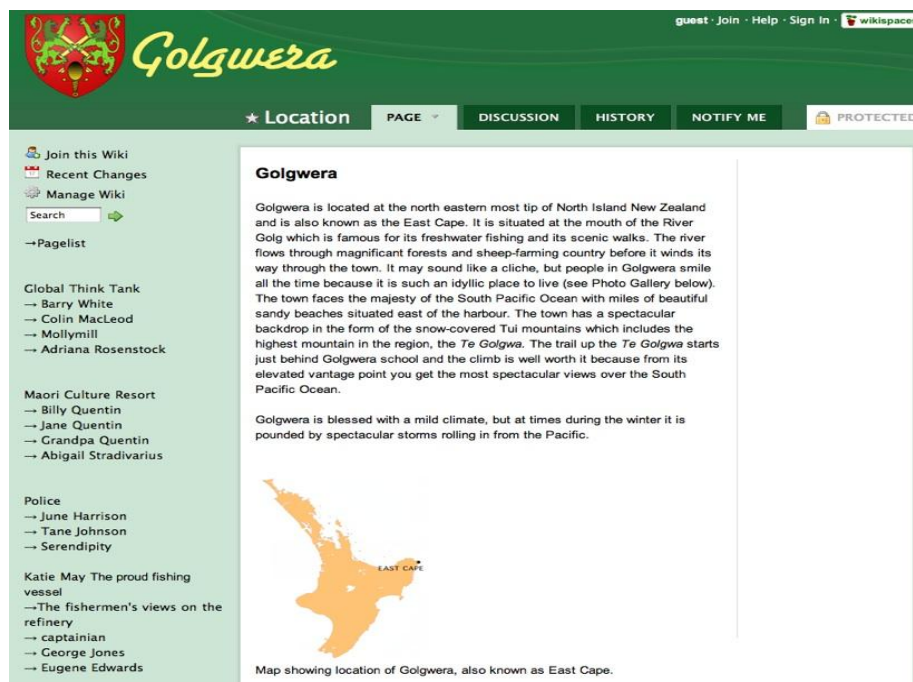 Golgwera
guest · Join · Help · Sign In ·
Location
PAGE
DISCUSSION
HISTORY
NOTIFY ME
PROTECTED
Join this Wiki
Recent Changes
Manage Wiki
Search
→Pagelist
Global Think Tank
→ Barry White
→ Colin MacLeod
→ Mollymill
→ Adriana Rosenstock
Maori Culture Resort
→ Billy Quentin
→ Jane Quentin
→ Grandpa Quentin
→ Abigail Stradivarius
Police
→ June Harrison
→ Tane Johnson
→ Serendipity
Katie May The proud fishing
vessel
→The fishermen's views on the
refinery
→ captainian
→ George Jones
→ Eugene Edwards
Golgwera
Golgwera is located at the north eastern most tip of North Island New Zealand
and is also known as the East Cape. It is situated at the mouth of the River
Golg which is famous for its freshwater fishing and its scenic walks. The river
flows through magnificant forests and sheep-farming country before it winds its
way through the town. It may sound like a cliche, but people in Golgwera smile
all the time because it is such an idyllic place to live (see Photo Gallery below).
The town faces the majesty of the South Pacific Ocean with miles of beautiful
sandy beaches situated east of the harbour. The town has a spectacular
backdrop in the form of the snow-covered Tui mountains which includes the
highest mountain in the region, the Te Golgwa. The trail up the Te Golgwa starts
just behind Golgwera school and the climb is well worth it because from its
elevated vantage point you get the most spectacular views over the South
Pacific Ocean.
Golgwera is blessed with a mild climate, but at times during the winter it is
pounded by spectacular storms rolling in from the Pacific.
EAST CAPE
Map showing location of Golgwera, also known as East Cape.